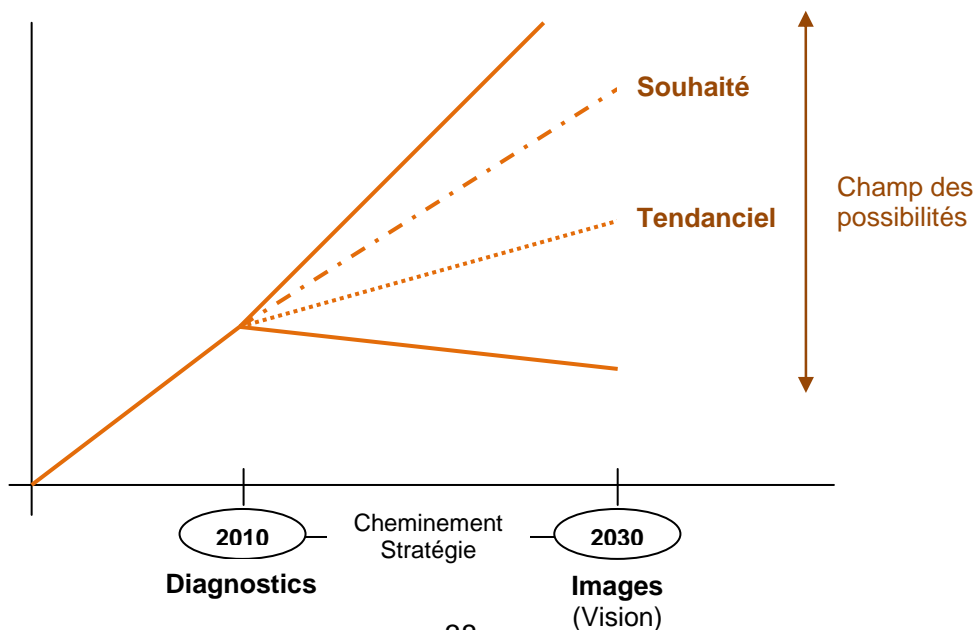 Souhaité
Tendanciel
Champ des
possibilités
2010
Cheminement
Stratégie
2030
Diagnostics
Images
(Vision)